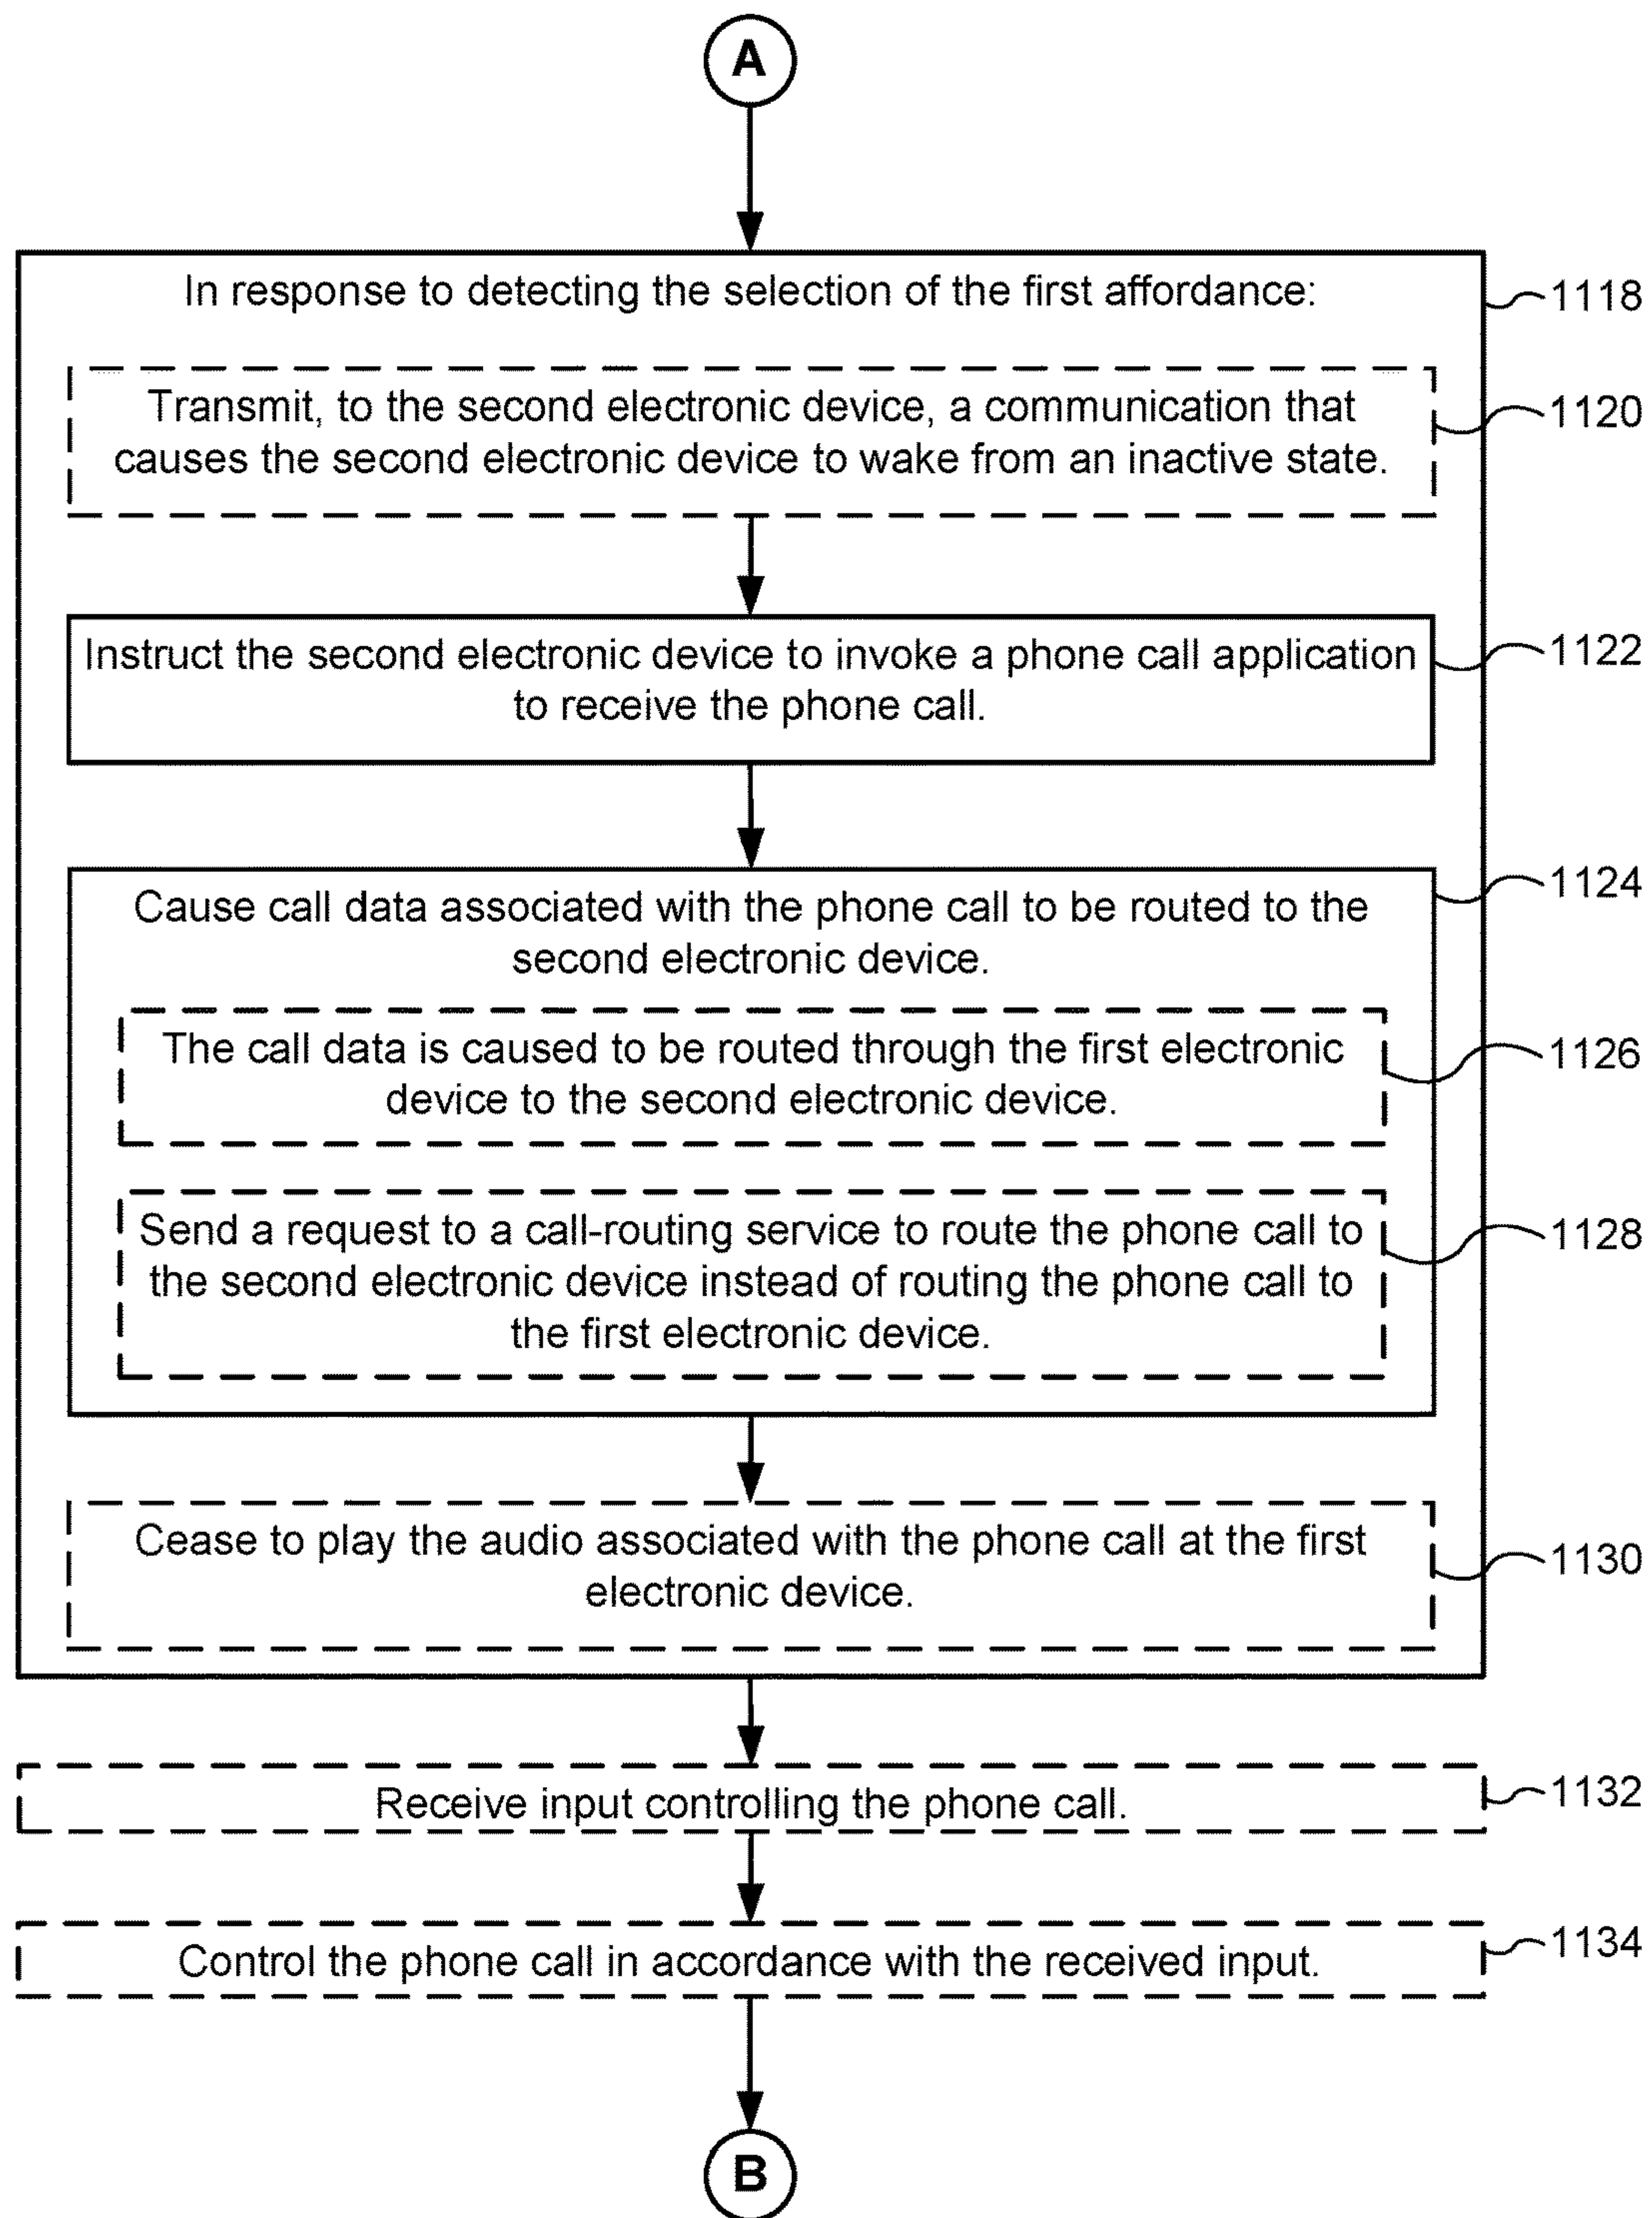 A
In response to detecting the selection of the first affordance:
1118
Transmit, to the second electronic device, a communication that
causes the second electronic device to wake from an inactive state.
1120
Instruct the second electronic device to invoke a phone call application
to receive the phone call.
1122
Cause call data associated with the phone call to be routed to the
second electronic device.
1124
The call data is caused to be routed through the first electronic
device to the second electronic device.
1126
Send a request to a call-routing service to route the phone call to
the second electronic device instead of routing the phone call to
the first electronic device.
1128
Cease to play the audio associated with the phone call at the first
electronic device.
1130
Receive input controlling the phone call.
1132
Control the phone call in accordance with the received input.
1134
B